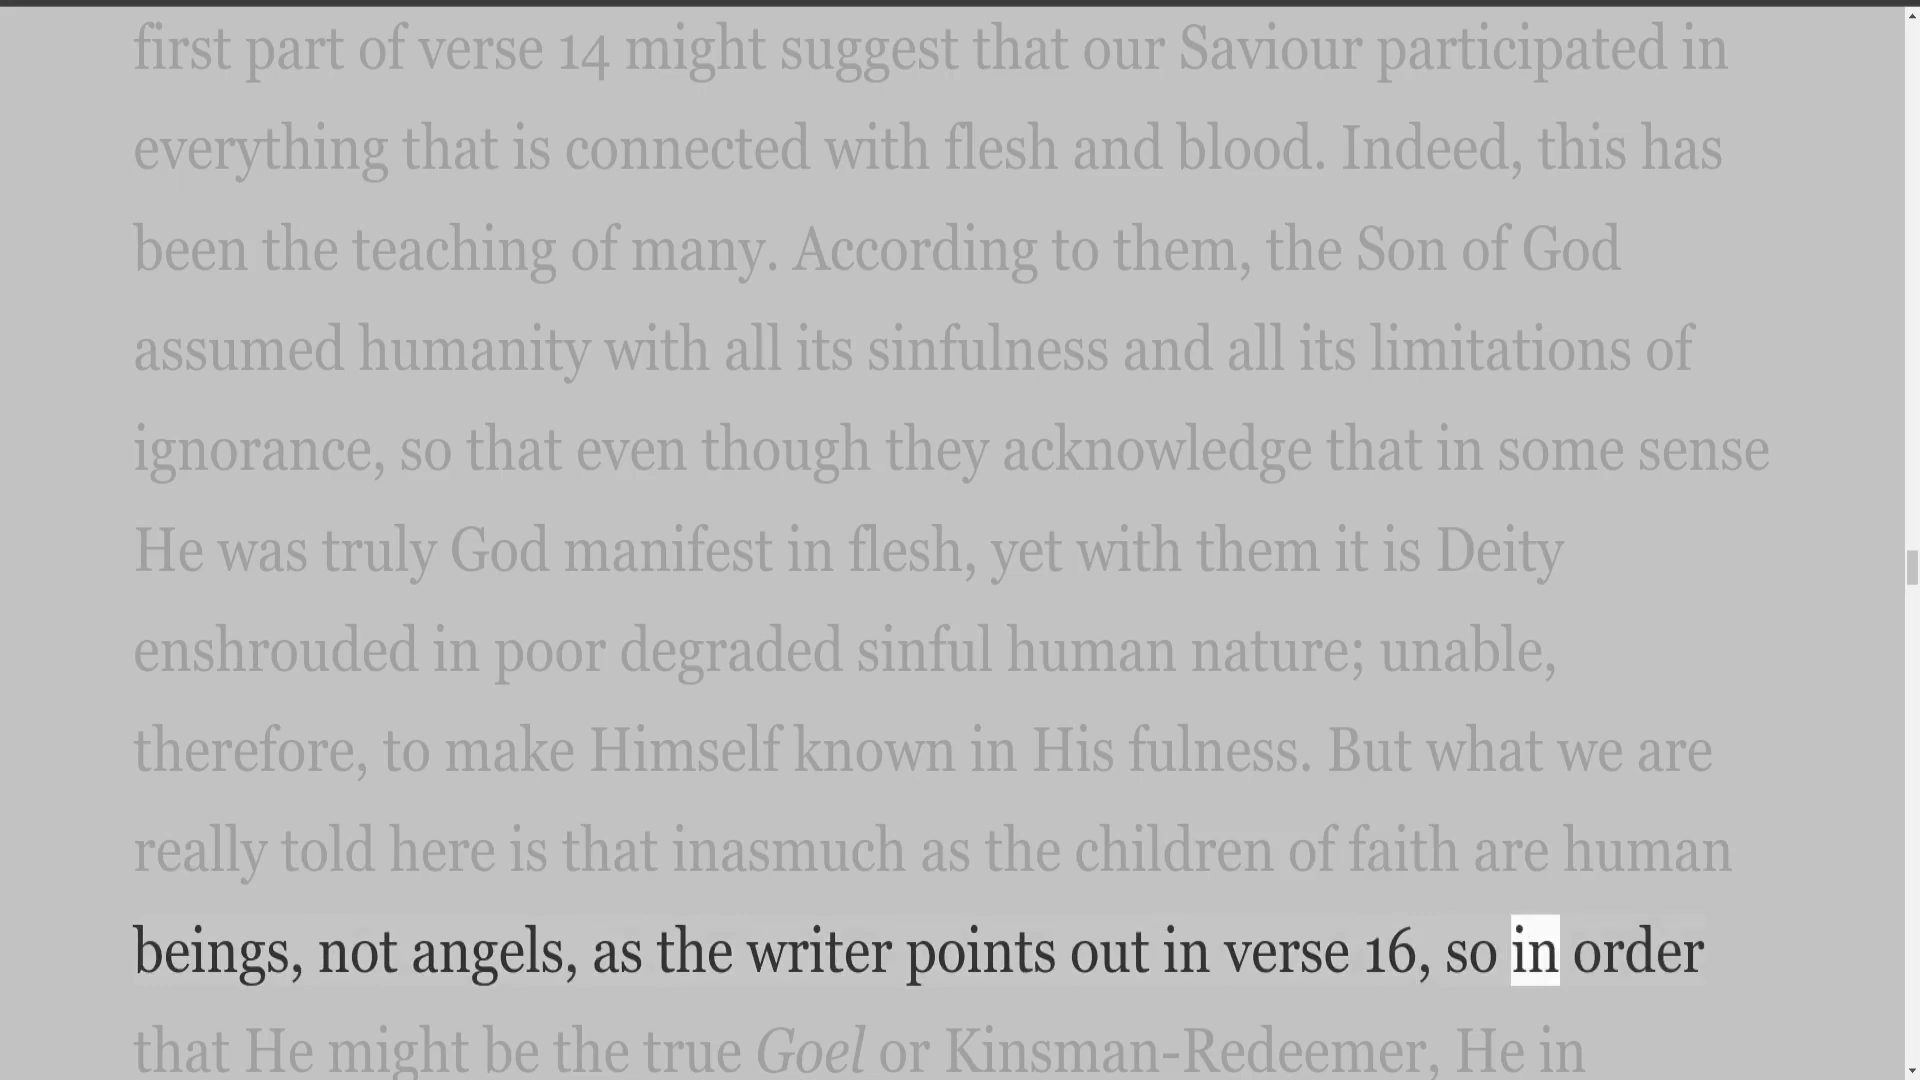 first part of verse 14 might suggest that our Saviour participated in
everything that is connected with flesh and blood. Indeed, this has
been the teaching of many. According to them, the Son of God
assumed humanity with all its sinfulness and all its limitations of
ignorance, so that even though they acknowledge that in some sense
He was truly God manifest in flesh, yet with them it is Deity
enshrouded in poor degraded sinful human nature; unable,
therefore, to make Himself known in His fulness. But what we are
really told here is that inasmuch as the children of faith are human
beings, not angels, as the writer points out in verse 16, so in order
that He might be the true Goel or Kinsman-Redeemer, He in